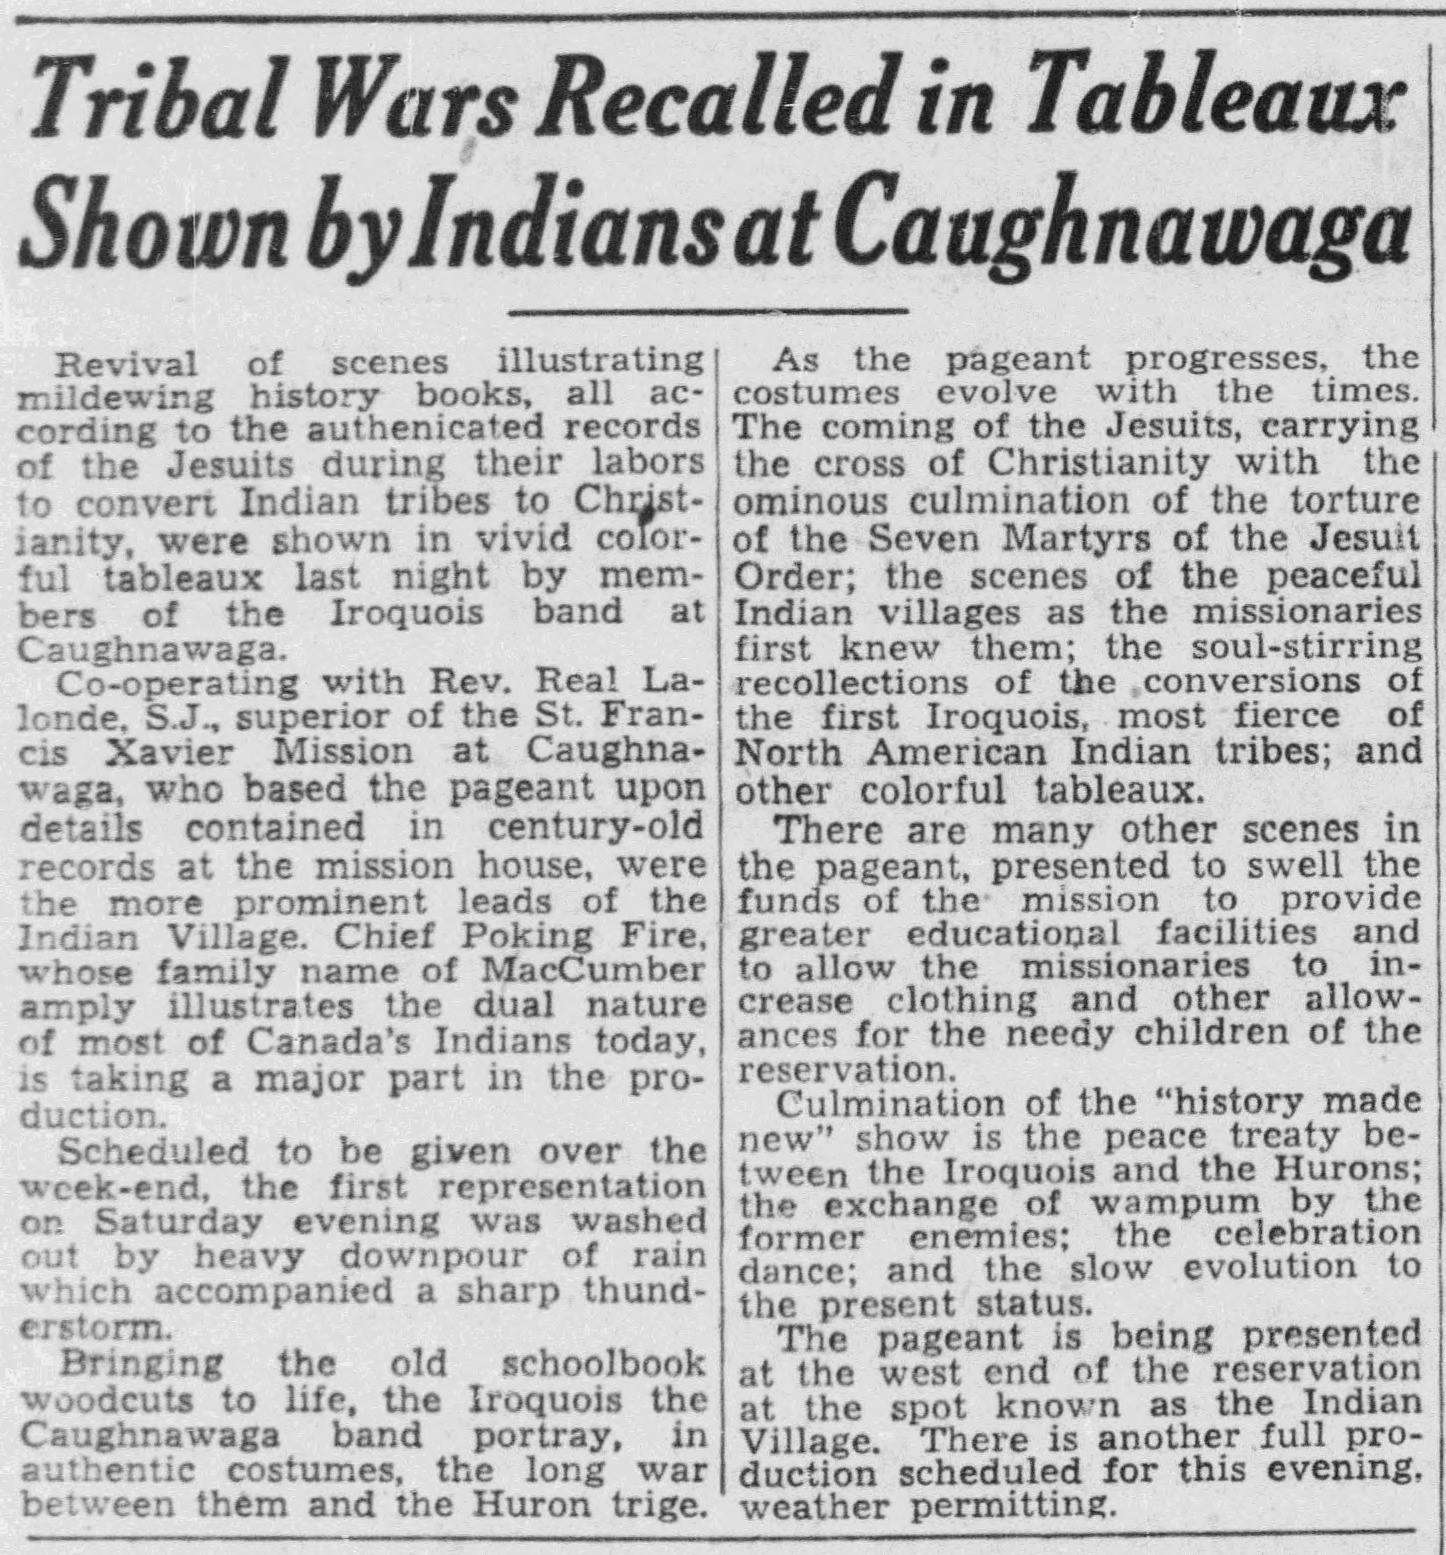 Tribal Wars Recalled in Tableaux
Shown by Indians at Caughnawaga
Revival of scenes illustrating
mildewing history books, all ac-
cording to the authenicated records
of the Jesuits during their labors
to convert Indian tribes to Christ-
ianity, were shown in vivid color-
ful tableaux last night by mem-
bers of the Iroquois band at
Caughnawaga.
Co-operating with Rev. Real La-
londe, S.J., superior of the St. Fran-
cis Xavier Mission at Caughna-
waga, who based the pageant upon
details contained in century-old
records at the mission house, were
the more prominent leads of the
Indian Village. Chief Poking Fire,
whose family name of MacCumber
amply illustrates the dual nature
of most of Canada's Indians today,
is taking a major part in the pro-
duction.
Scheduled to be given over the
week-end, the first representation
on Saturday evening was washed
out by heavy downpour of rain
which accompanied a sharp thund-
erstorm.
Bringing the old schoolbook
woodcuts to life, the Iroquois the
Caughnawaga band portray, in
authentic costumes, the long war
between them and the Huron trige.
As the pageant progresses, the
costumes evolve with the times.
The coming of the Jesuits, carrying
the cross of Christianity with the
ominous culmination of the torture
of the Seven Martyrs of the Jesuit
Order; the scenes of the peaceful
Indian villages as the missionaries
first knew them; the soul-stirring
recollections of the conversions of
the first Iroquois, most fierce of
North American Indian tribes; and
other colorful tableaux.
There are many other scenes in
the pageant, presented to swell the
funds of the mission to provide
greater educational facilities and
to allow the missionaries to in-
crease clothing and other allow-
ances for the needy children of the
reservation.
Culmination of the "history made
new" show is the peace treaty be-
tween the Iroquois and the Hurons;
the exchange of wampum by the
former enemies; the celebration
dance; and the slow evolution to
the present status.
The pageant is being presented
at the west end of the reservation
at the spot known as the Indian
Village. There is another full pro-
duction scheduled for this evening,
weather permitting.